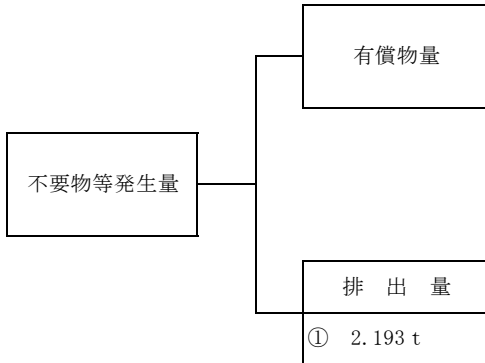 有償物量
不要物等発生量
排 出 量
① 2.193 t